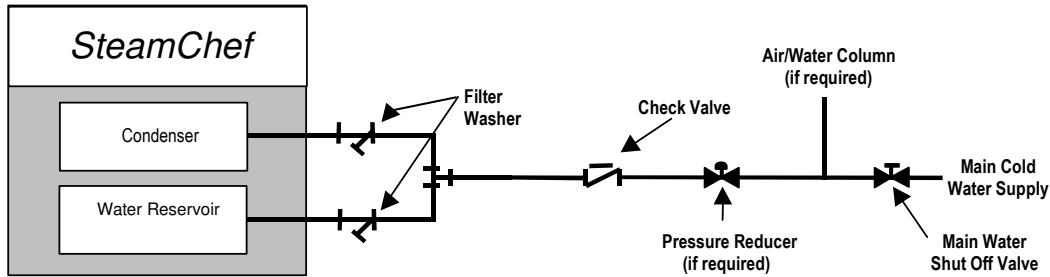 SteamChef
Condenser
Water Reservoir
Filter
Washer
Check Valve
Air/Water Column
(if required)
Pressure Reducer
(if required)
Main Cold
Water Supply
Main Water
Shut Off Valve